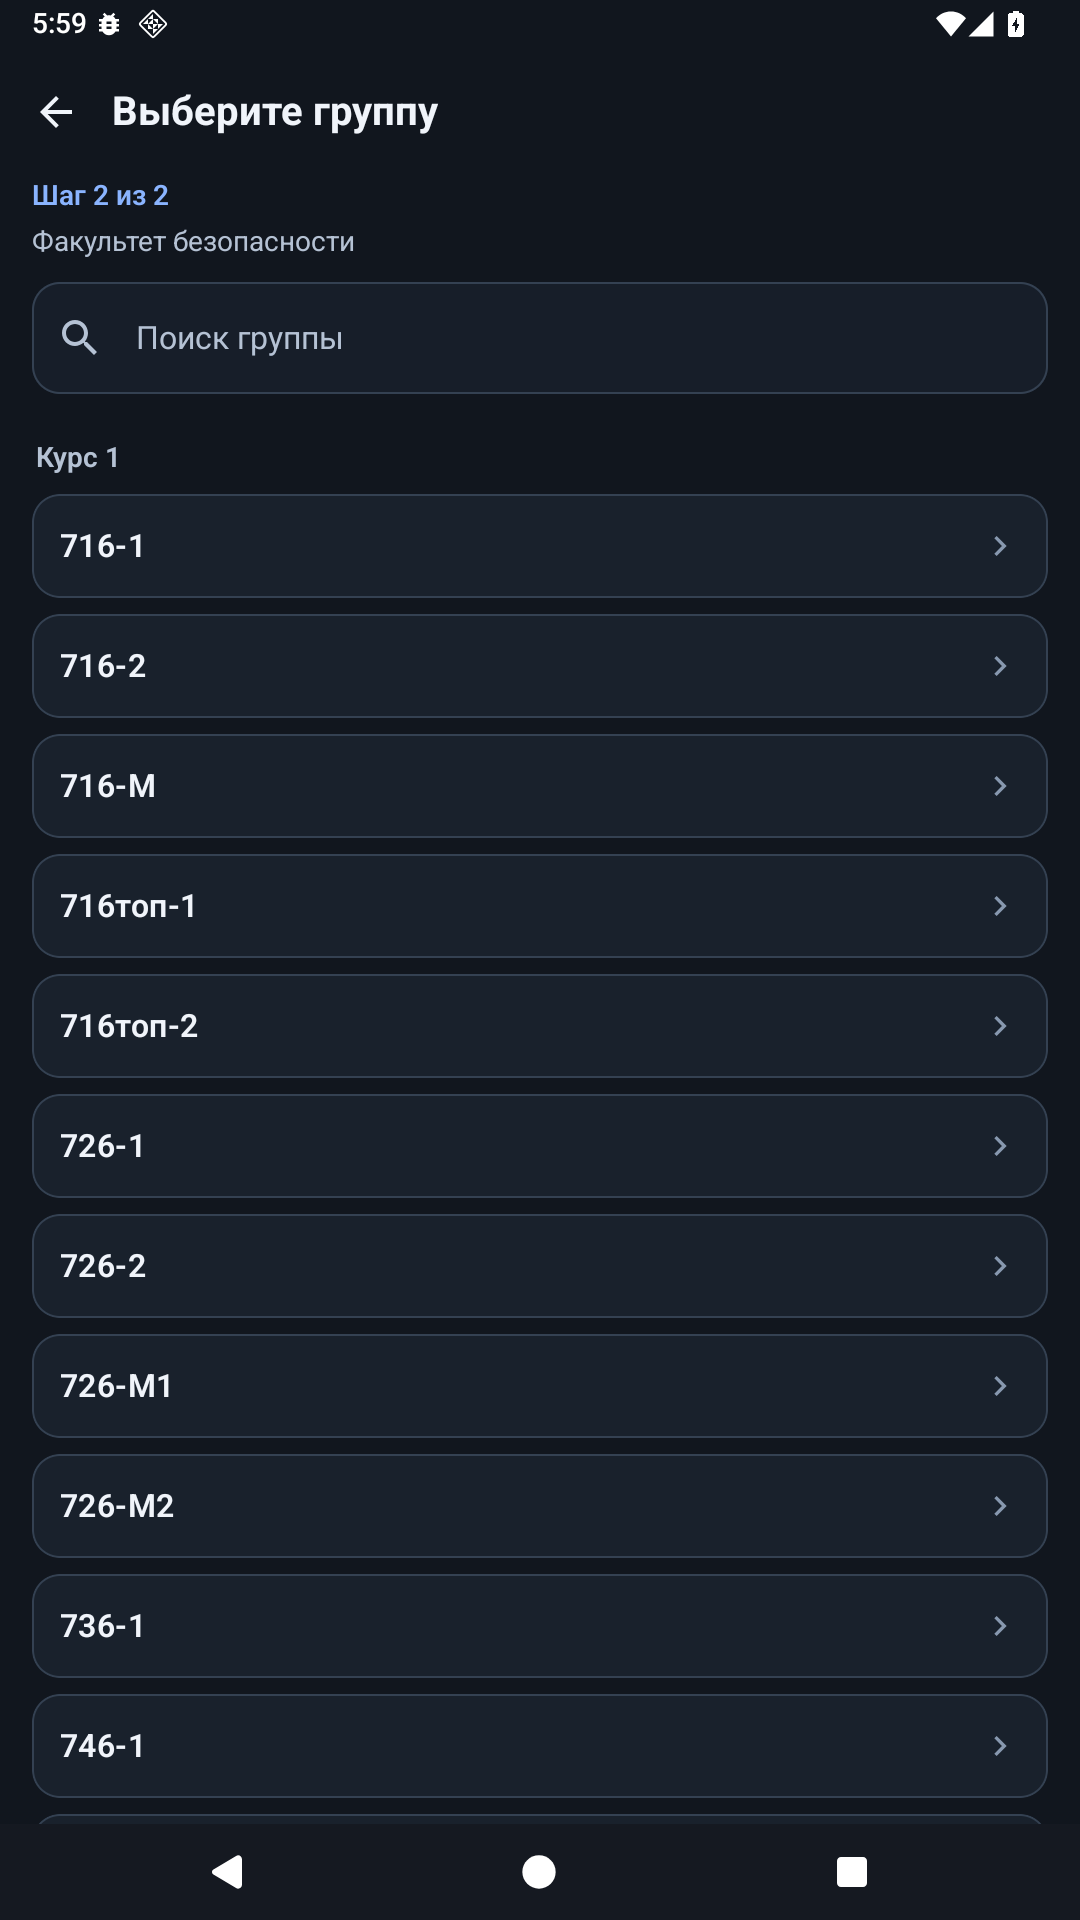 5:59
Выберите группу
Шаг 2 из 2
Факультет безопасности
Поиск группы
Курс 1
716-1
716-2
716-М
716топ-1
716топ-2
726-1
726-2
726-М1
726-М2
736-1
746-1